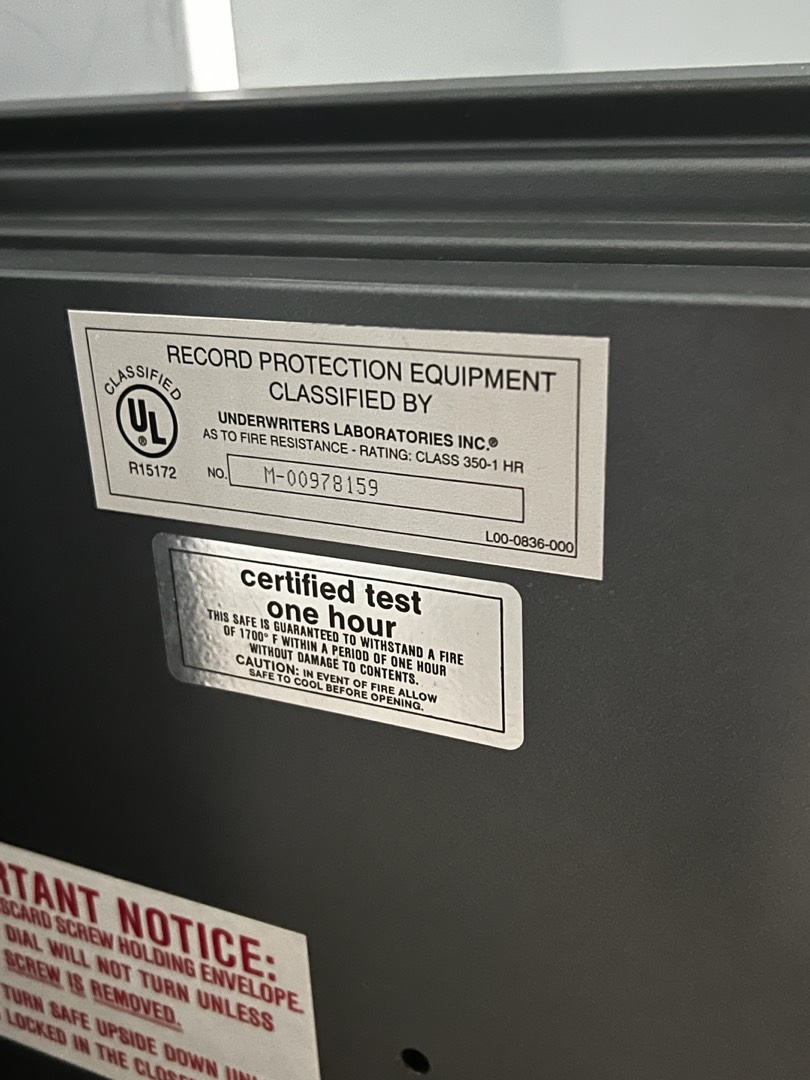 RECORD PROTECTION EQUIPMENT
CLASSIFIED BY
CLASSIFIED
UL
®
R15172
UNDERWRITERS LABORATORIES INC.®
AS TO FIRE RESISTANCE - RATING: CLASS 350-1 HR
NO. M-00978159
L00-0836-000
certified test
one hour
THIS SAFE IS GUARANTEED TO WITHSTAND A FIRE
OF 1700° F WITHIN A PERIOD OF ONE HOUR
WITHOUT DAMAGE TO CONTENTS.
CAUTION: IN EVENT OF FIRE ALLOW
SAFE TO COOL BEFORE OPENING.
NOTICE:
SCREW HOLDING ENVELOPE.
DIAL WILL NOT TURN UNLESS
SCREW IS REMOVED.
TURN SAFE UPSIDE DOWN
LOCKED IN THE